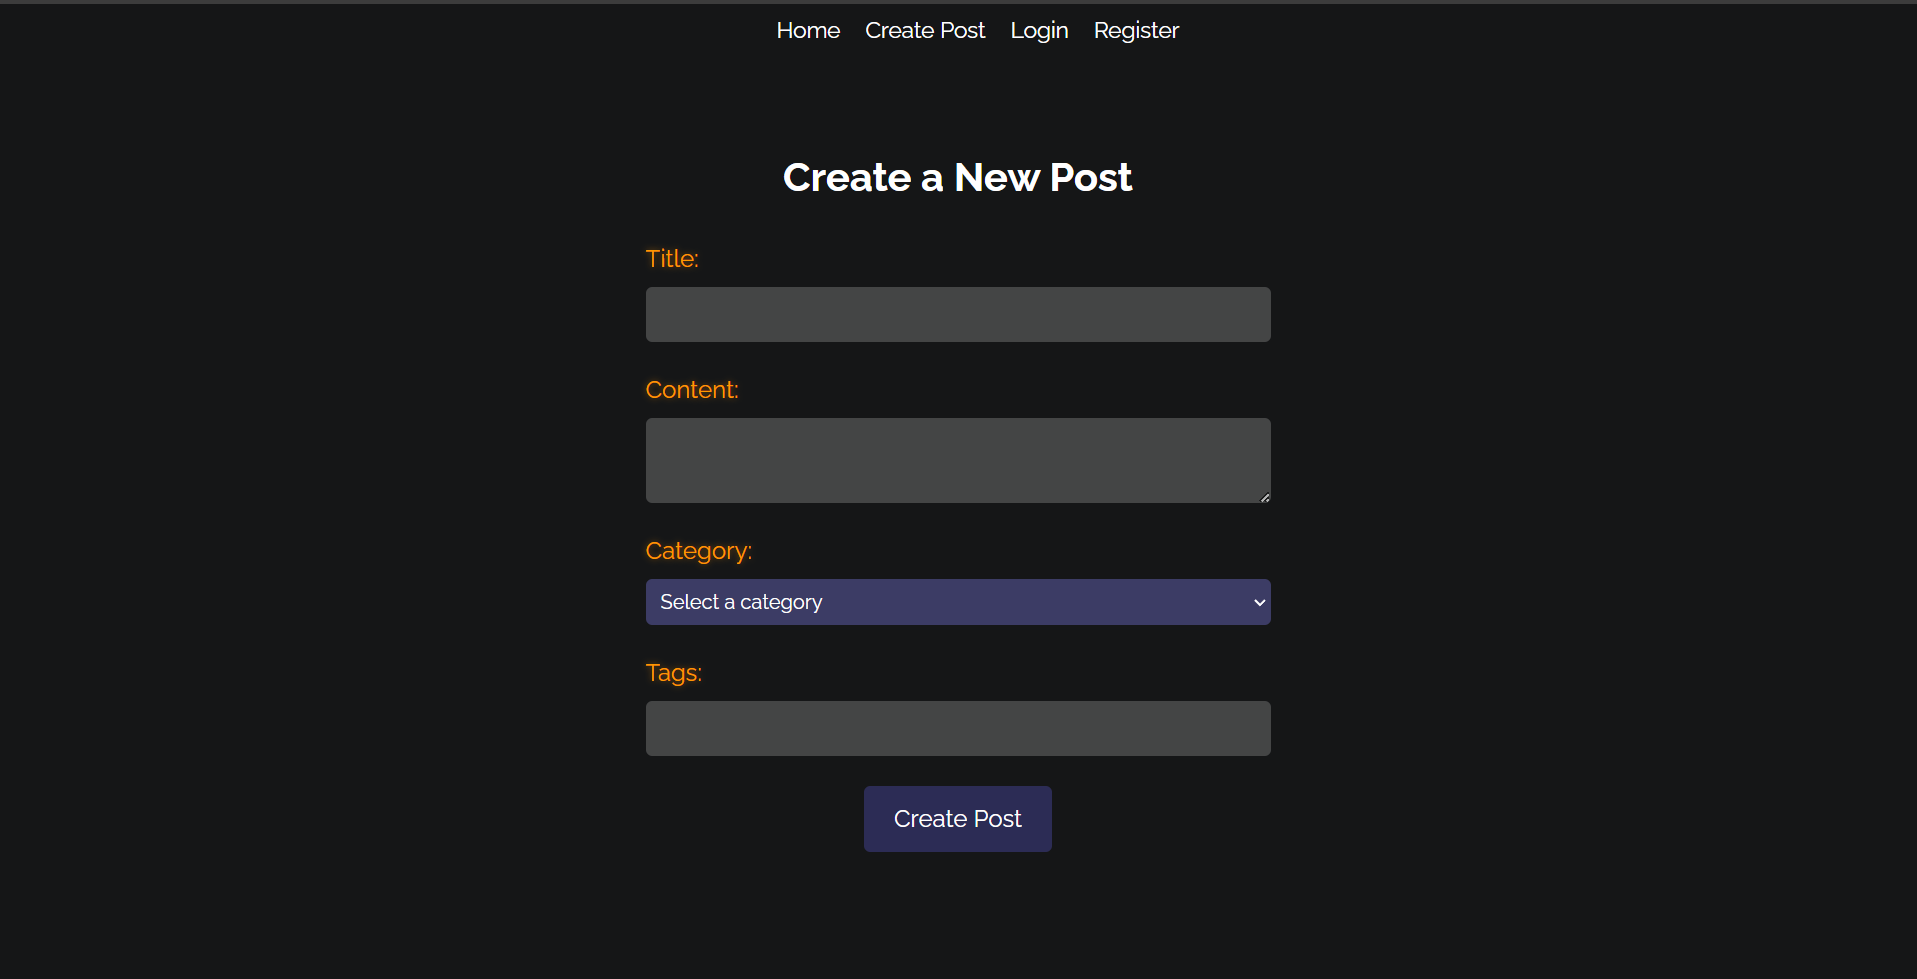 Home Create Post Login Register
Create a New Post
Title:
Content:
Category:
Select a category
Tags:
Create Post